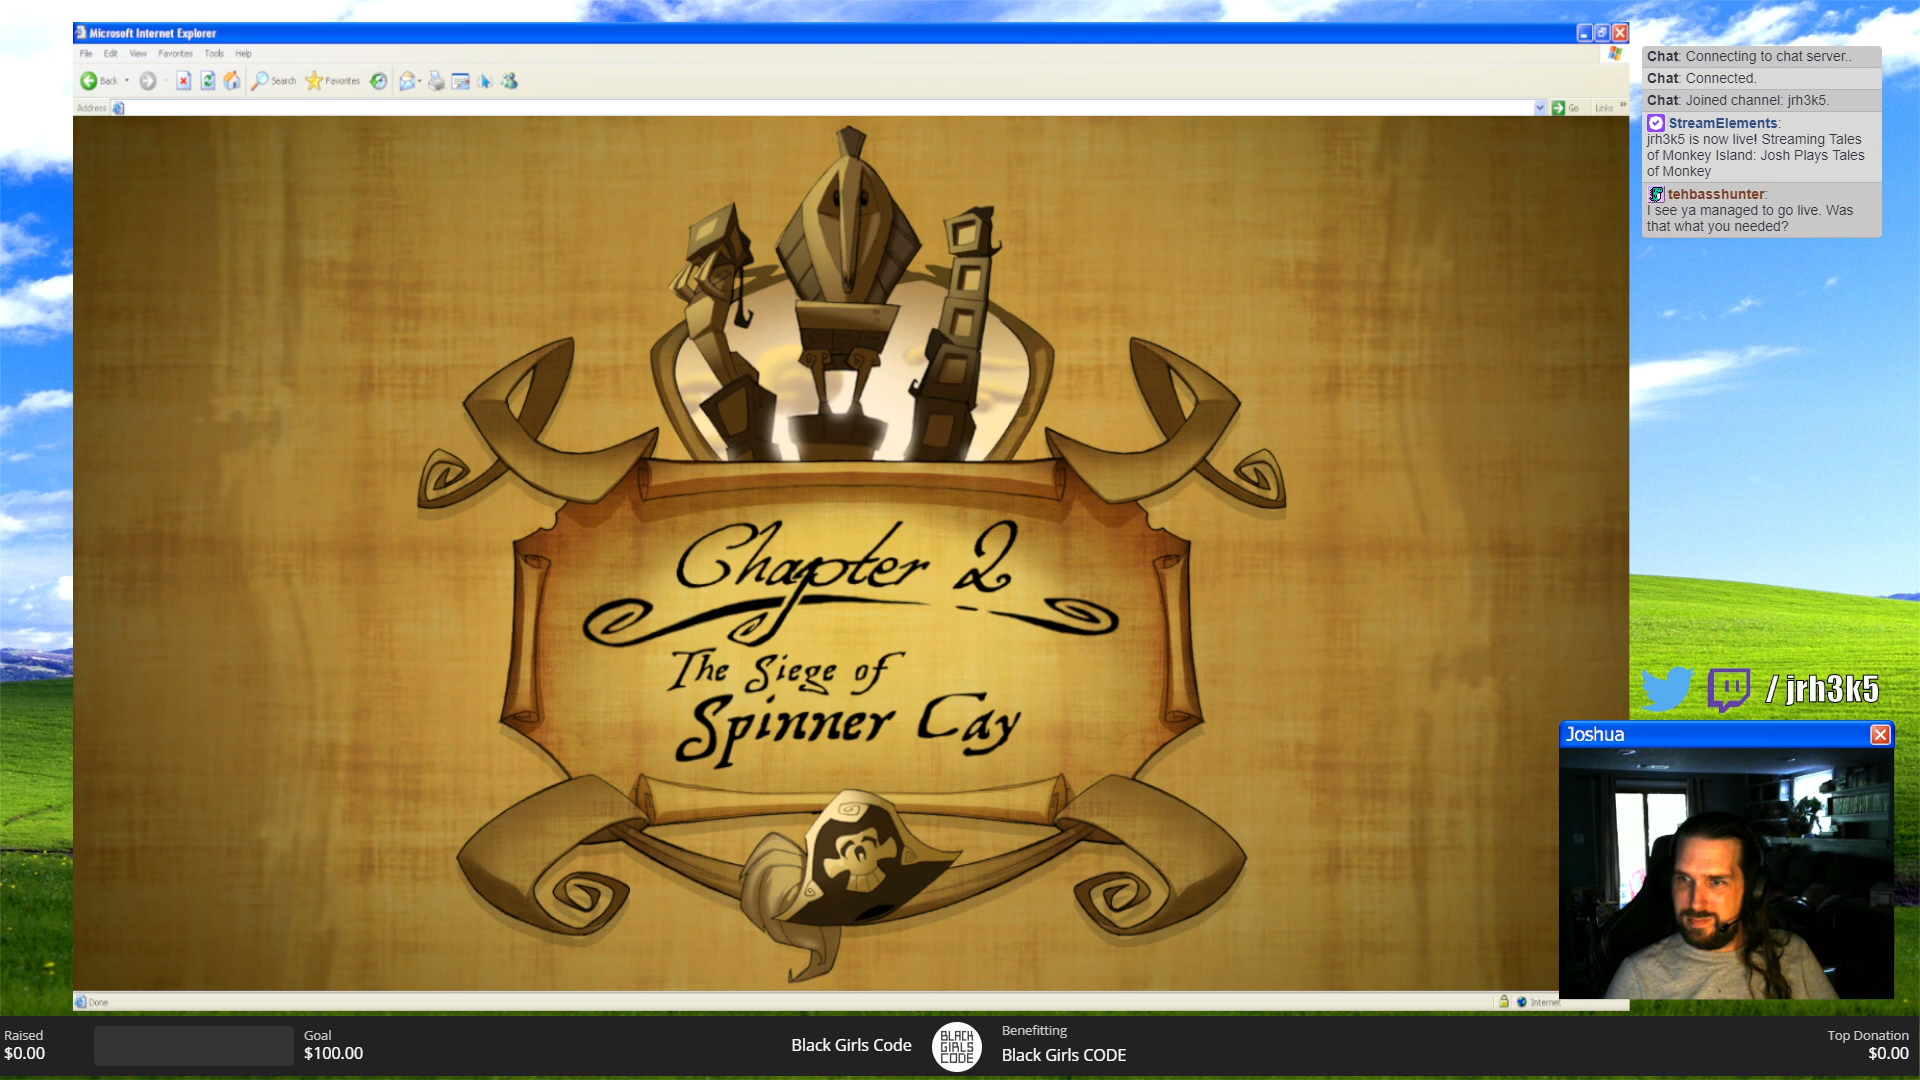 Microsoft Internet Explorer
File Edit View Favorites Tools Help
Back Search Favorites
Address Go Links »
Chat: Connecting to chat server..
Chat: Connected.
Chat: Joined channel: jrh3k5.
StreamElements:
jrh3k5 is now live! Streaming Tales
of Monkey Island: Josh Plays Tales
of Monkey
tehbasshunter:
I see ya managed to go live. Was
that what you needed?
Chapter 2
The Siege of
Spinner Cay
/ jrh3k5
Joshua
Done
Internet
Raised
$0.00
Goal
$100.00
Black Girls Code
BLACK
GIRLS
CODE
Benefitting
Black Girls CODE
Top Donation
$0.00